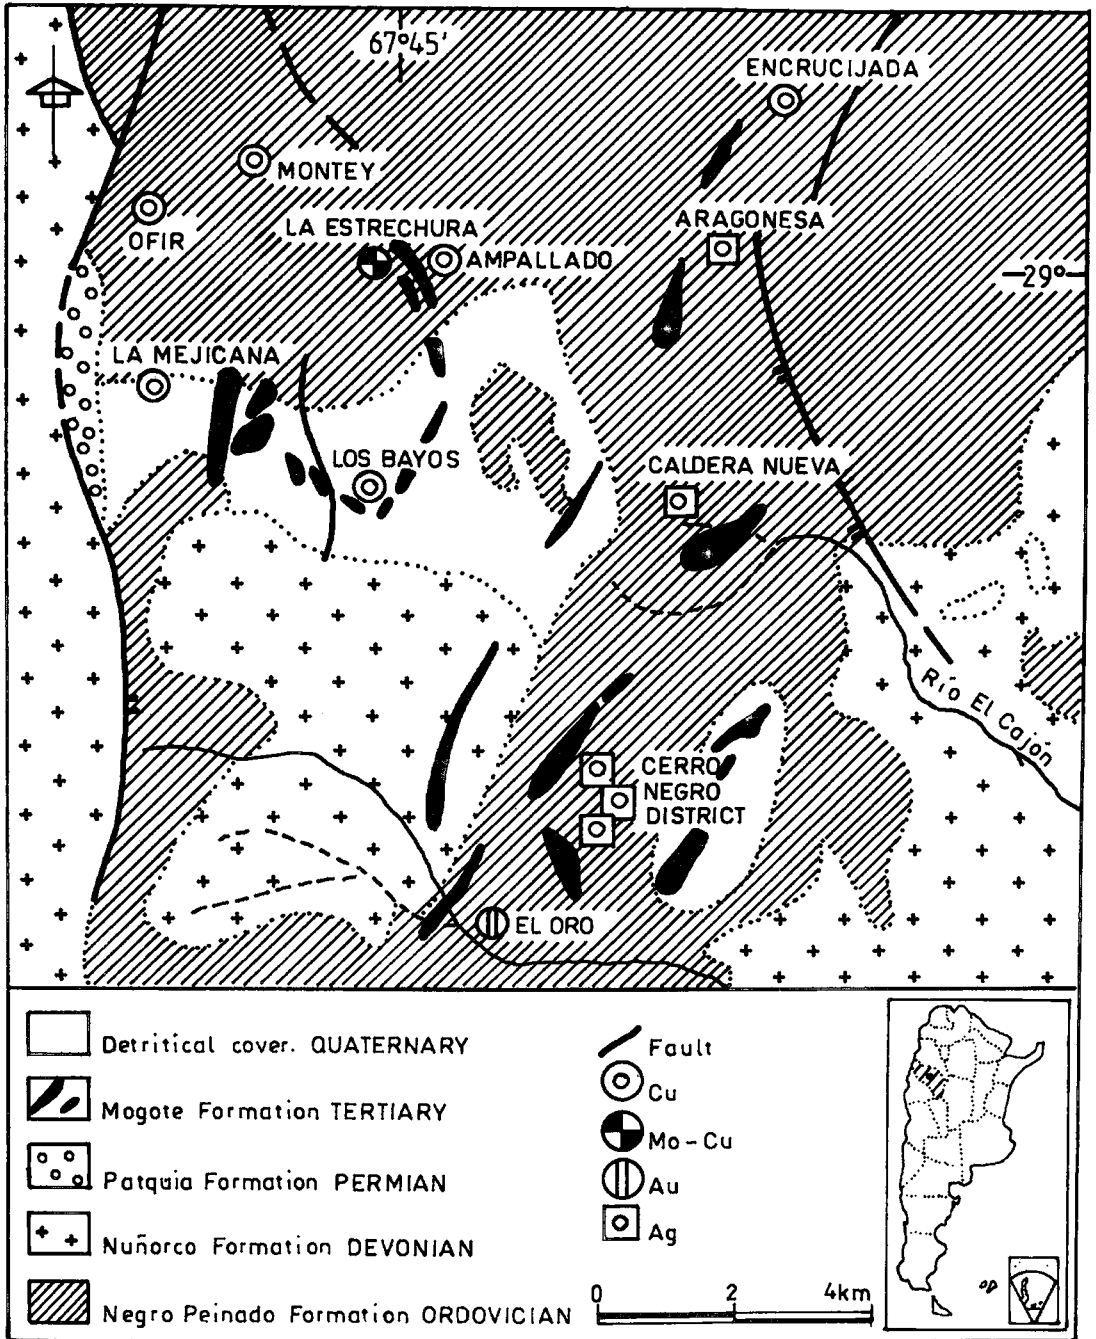 67°45'
ENCRUCIJADA
MONTEY
OFIR
LA ESTRECHURA
ARAGONESA
AMPALLADO
29°
LA MEJICANA
LOS BAYOS
CALDERA NUEVA
Río El Cajón
CERRO
NEGRO
DISTRICT
EL ORO
Detritical cover. QUATERNARY
Mogote Formation TERTIARY
Patquia Formation PERMIAN
Nuñorco Formation DEVONIAN
Negro Peinado Formation ORDOVICIAN
Fault
Cu
Mo-Cu
Au
Ag
0 2 4km